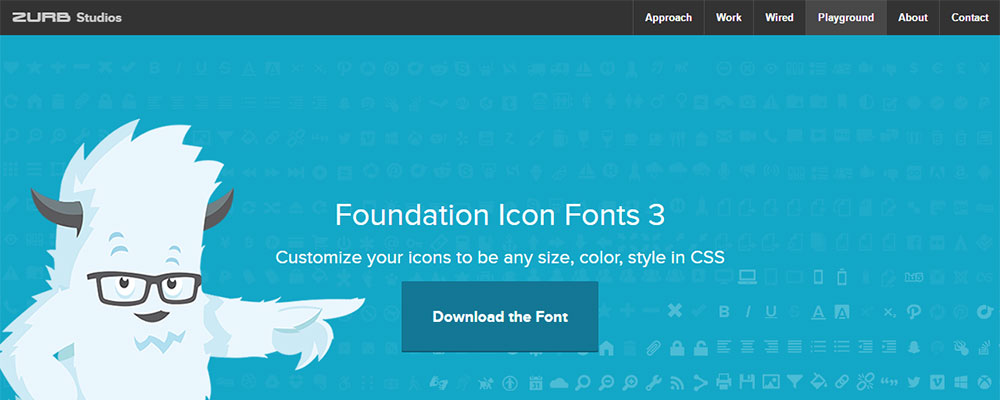 ZURB Studios
Approach Work Wired Playground About Contact
Foundation Icon Fonts 3
Customize your icons to be any size, color, style in CSS
Download the Font